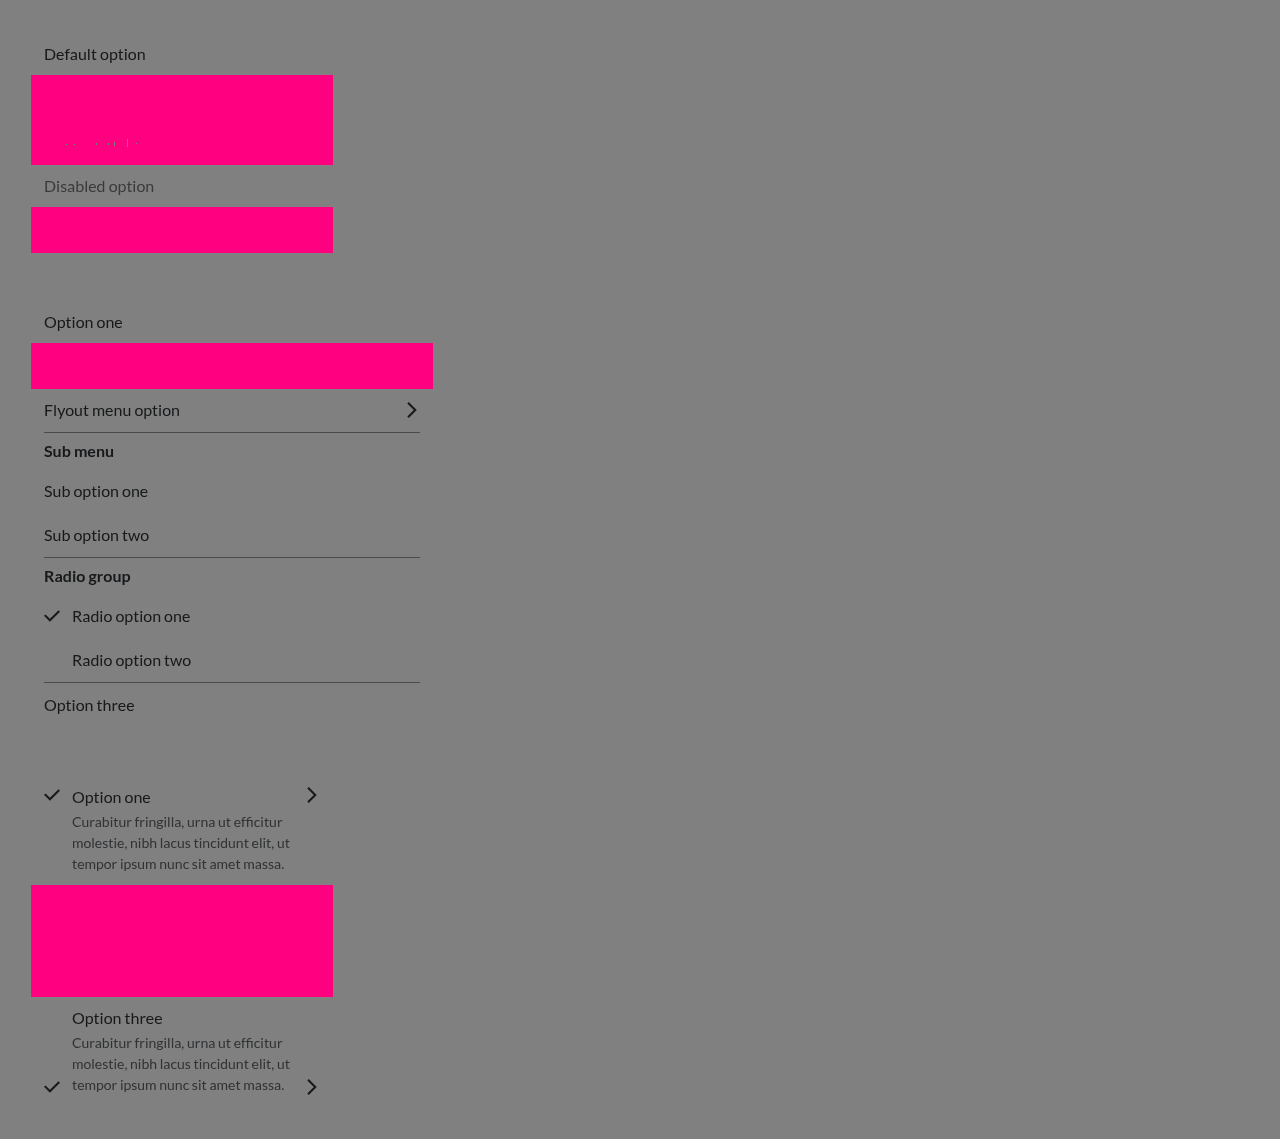 Default option
Disabled option
Option one
Flyout menu option
Sub menu
Sub option one
Sub option two
Radio group
Radio option one
Radio option two
Option three
Option one
Curabitur fringilla, urna ut efficitur
molestie, nibh lacus tincidunt elit, ut
tempor ipsum nunc sit amet massa.
Option three
Curabitur fringilla, urna ut efficitur
molestie, nibh lacus tincidunt elit, ut
tempor ipsum nunc sit amet massa.